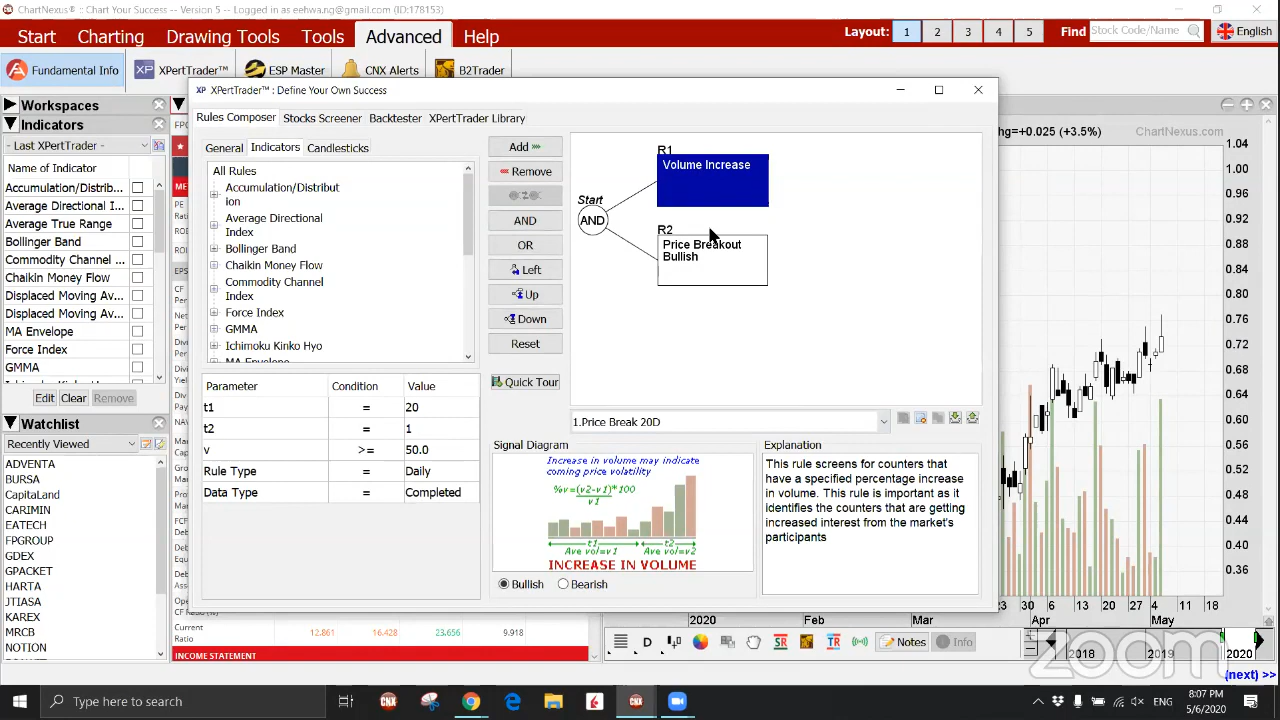 ChartNexus® :: Chart Your Success - Version 5 - Licensed to eehwa.ng@gmail.com (ID:178153)
Start
Charting
Drawing Tools
Tools
Advanced
Help
Layout:
1
2
3
4
5
Find
Stock Code/Name
English
Fundamental Info
XP
XPertTrader™
ESP Master
CNX Alerts
B2Trader
XP XPertTrader™ : Define Your Own Success
Workspaces
Indicators
- Last XPertTrader -
Name of Indicator
Accumulation/Distrib...
Average Directional I...
Average True Range
Bollinger Band
Commodity Channel ...
Chaikin Money Flow
Displaced Moving Av...
Displaced Moving Av...
MA Envelope
Force Index
GMMA
Edit
Clear
Remove
Watchlist
Recently Viewed
ADVENTA
BURSA
CapitaLand
CARIMIN
EATECH
FPGROUP
GDEX
GPACKET
HARTA
JTIASA
KAREX
MRCB
NOTION
Rules Composer
Stocks Screener
Backtester
XPertTrader Library
General
Indicators
Candlesticks
All Rules
Accumulation/Distribut
ion
Average Directional
Index
Bollinger Band
Chaikin Money Flow
Commodity Channel
Index
Force Index
GMMA
Ichimoku Kinko Hyo
MA Envelope
Add
Remove
AND
OR
Left
Up
Down
Reset
Quick Tour
R1
Volume Increase
Start
AND
R2
Price Breakout
Bullish
Parameter
Condition
Value
t1
=
20
t2
=
1
v
>=
50.0
Rule Type
=
Daily
Data Type
=
Completed
1.Price Break 20D
Signal Diagram
Increase in volume may indicate
coming price volatility
%v=(v2-v1)*100
v1
t1
t2
Ave vol=v1
Ave vol=v2
INCREASE IN VOLUME
Bullish
Bearish
Explanation
This rule screens for counters that
have a specified percentage increase
in volume. This rule is important as it
identifies the counters that are getting
increased interest from the market's
participants
Current
Ratio
12.861
16.428
23.656
9.918
INCOME STATEMENT
hg=+0.025 (+3.5%)
ChartNexus.com
1.04
1.00
0.96
0.92
0.88
0.84
0.80
0.76
0.72
0.68
0.64
0.60
0.56
0.52
0.48
0.44
0.40
0.36
23
30
6
13
20
27
4
11
18
2020
Feb
Mar
Apr
May
D
SR
TR
Notes
Info
2018
2019
2020
(next) >>
zoom
Type here to search
CNX
CNX
ENG
8:07 PM
5/6/2020